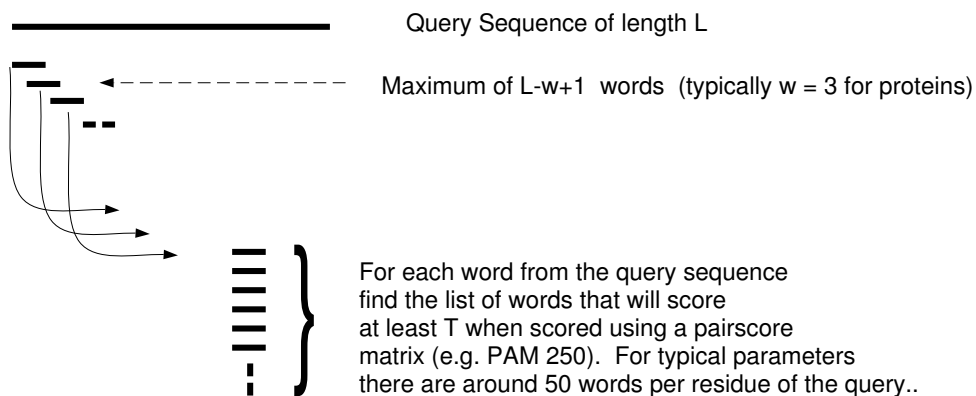 Query Sequence of length L
Maximum of L-w+1 words (typically w = 3 for proteins)
For each word from the query sequence
find the list of words that will score
at least T when scored using a pairscore
matrix (e.g. PAM 250). For typical parameters
there are around 50 words per residue of the query..